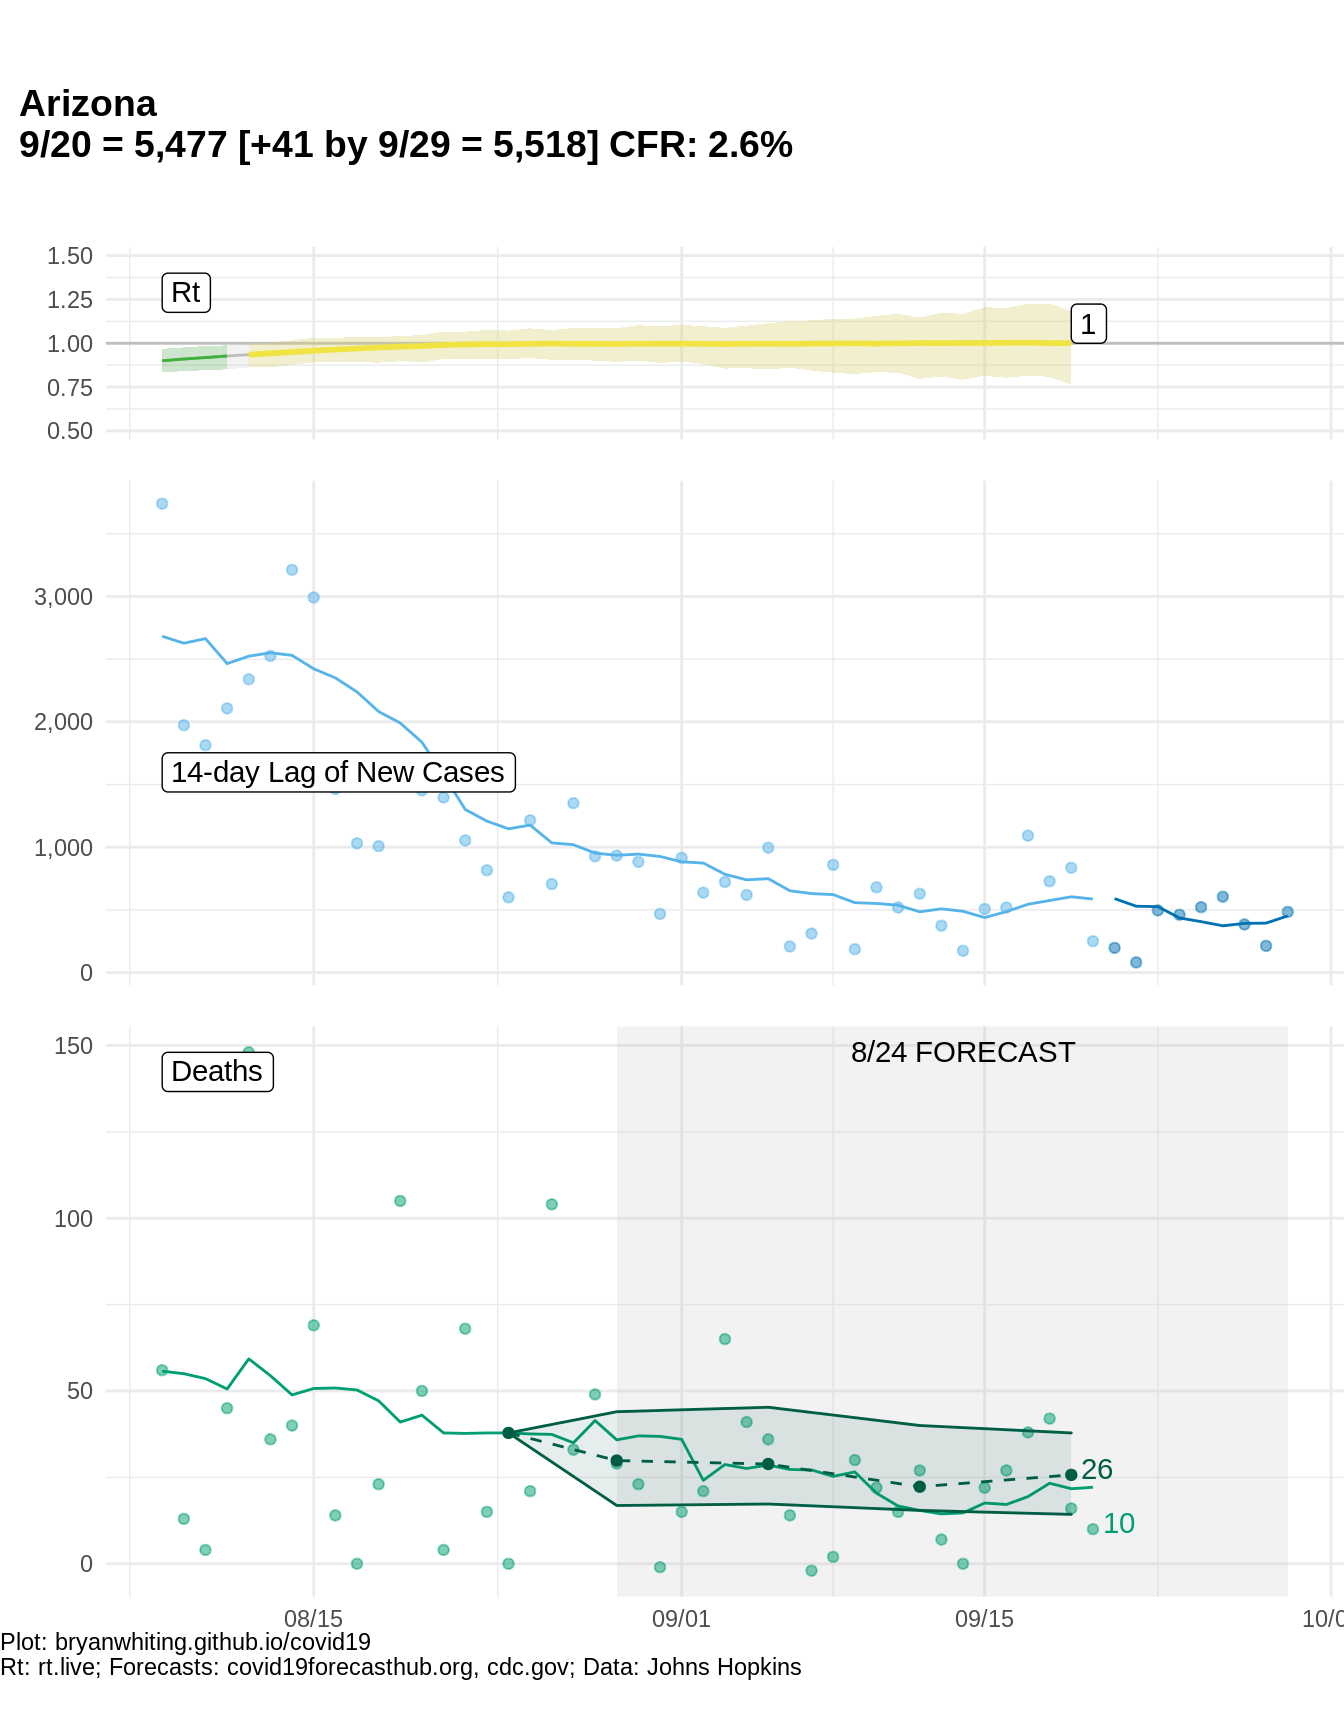 Arizona
9/20 = 5,477 [+41 by 9/29 = 5,518] CFR: 2.6%
1.50
1.25
1.00
0.75
0.50
Rt
1
3,000
2,000
1,000
0
14-day Lag of New Cases
150
100
50
0
Deaths
8/24 FORECAST
26
10
08/15
09/01
09/15
10/0
Plot: bryanwhiting.github.io/covid19
Rt: rt.live; Forecasts: covid19forecasthub.org, cdc.gov; Data: Johns Hopkins